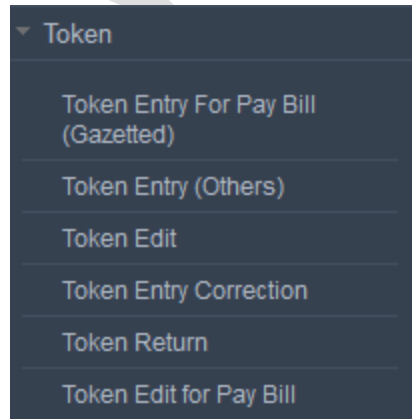 Token
Token Entry For Pay Bill
(Gazetted)
Token Entry (Others)
Token Edit
Token Entry Correction
Token Return
Token Edit for Pay Bill